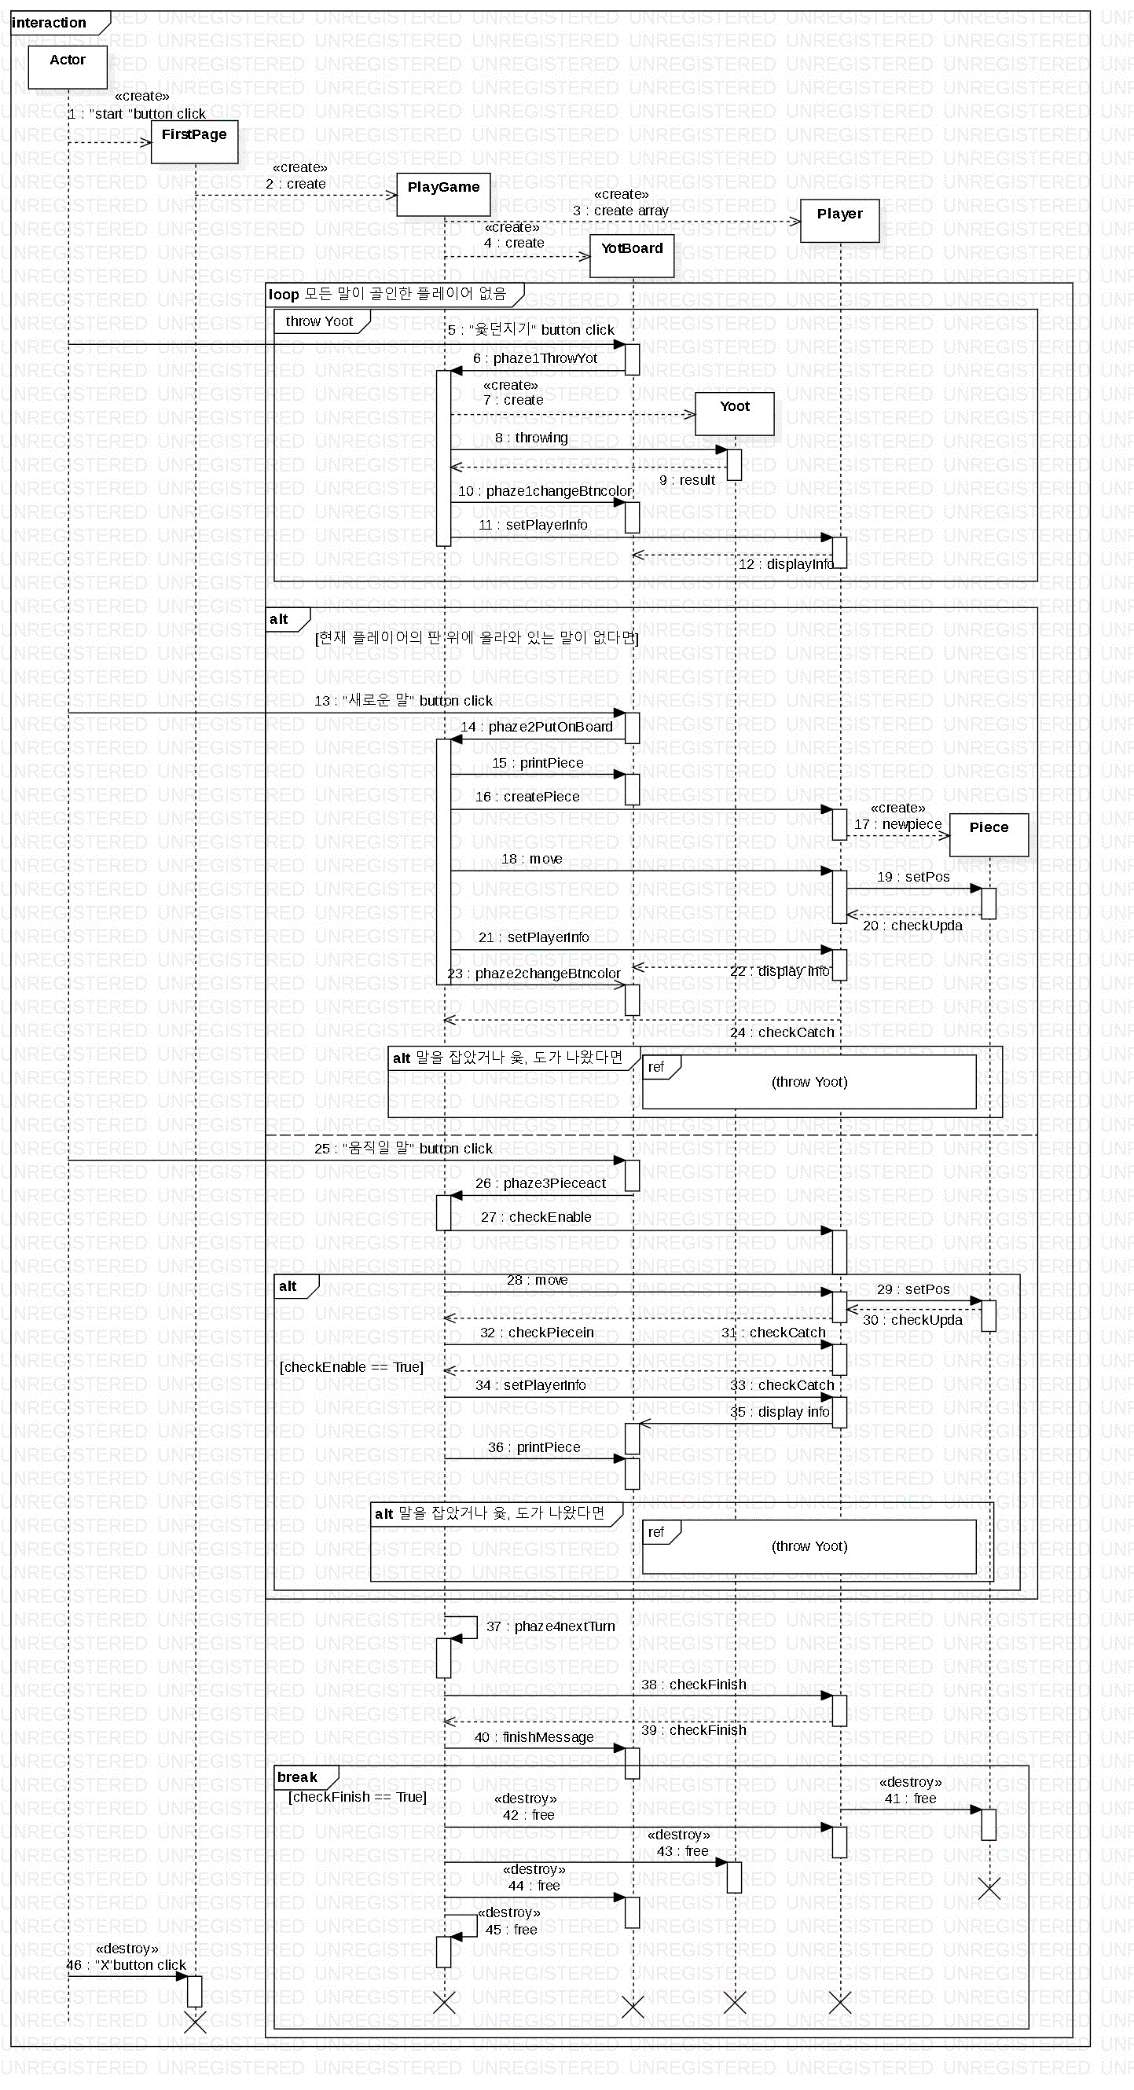 interaction
Actor
«create»
1 : "start "button click
FirstPage
«create»
2 : create
PlayGame
«create»
3 : create array
Player
«create»
4 : create
YotBoard
loop 모든 말이 골인한 플레이어 없음
throw Yoot
5 : "윷던지기" button click
6 : phaze1ThrowYot
«create»
7 : create
Yoot
8 : throwing
9 : result
10 : phaze1changeBtncolor
11 : setPlayerInfo
12 : displayInfo
alt
[현재 플레이어의 판 위에 올라와 있는 말이 없다면]
13 : "새로운 말" button click
14 : phaze2PutOnBoard
15 : printPiece
16 : createPiece
«create»
17 : newpiece
Piece
18 : move
19 : setPos
20 : checkUpda
21 : setPlayerInfo
22 : display info
23 : phaze2changeBtncolor
24 : checkCatch
alt 말을 잡았거나 윷, 도가 나왔다면
ref
(throw Yoot)
25 : "움직일 말" button click
26 : phaze3Pieceact
27 : checkEnable
alt
28 : move
29 : setPos
30 : checkUpda
32 : checkPiecein
31 : checkCatch
[checkEnable == True]
34 : setPlayerInfo
33 : checkCatch
35 : display info
36 : printPiece
alt 말을 잡았거나 윷, 도가 나왔다면
ref
(throw Yoot)
37 : phaze4nextTurn
38 : checkFinish
39 : checkFinish
40 : finishMessage
break
[checkFinish == True]
«destroy»
41 : free
«destroy»
42 : free
«destroy»
43 : free
«destroy»
44 : free
«destroy»
45 : free
«destroy»
46 : "X"button click
UNREGISTERED